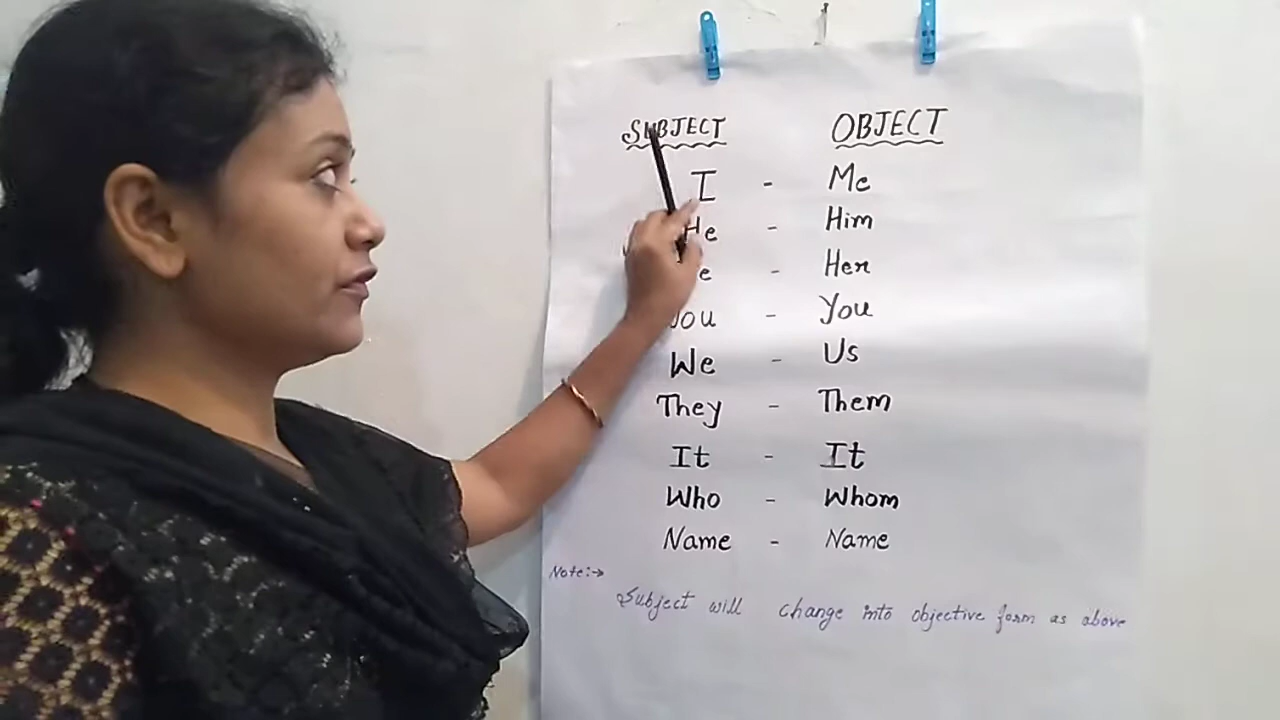 SUBJECT OBJECT
I - Me
He - Him
- Her
You - You
We - Us
They - Them
It - It
Who - Whom
Name - Name
Note:→
Subject will change into objective form as above